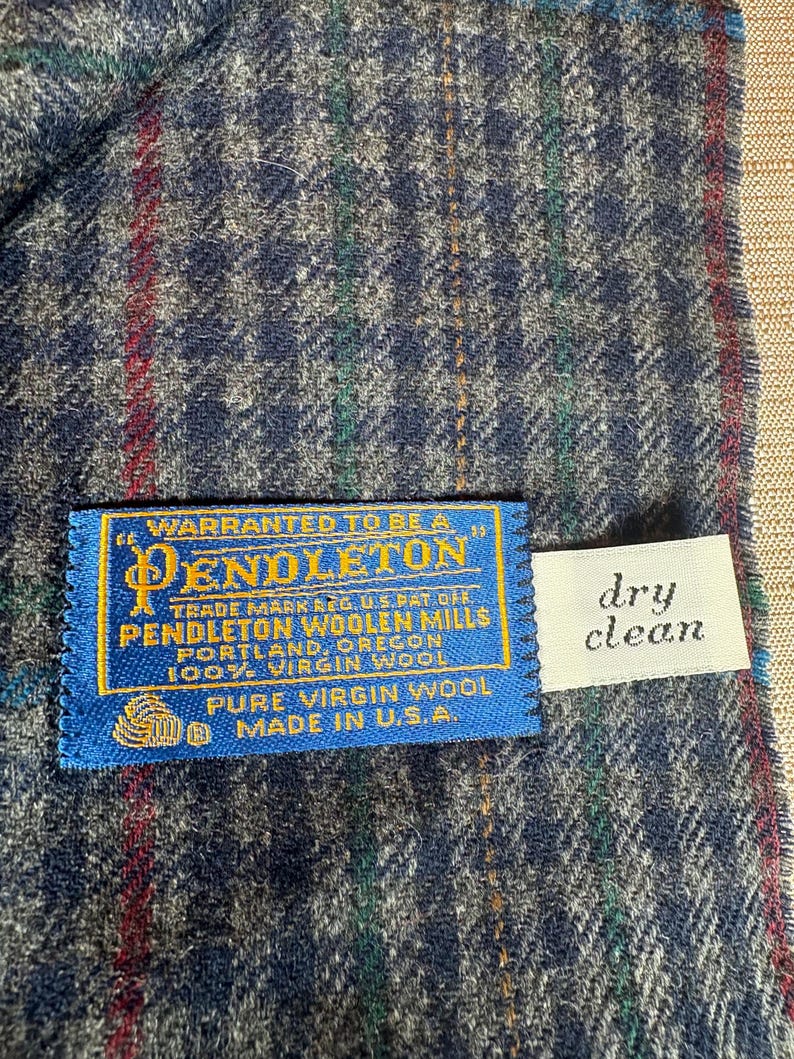 WARRANTED TO BE A
"PENDLETON"
TRADE MARK REG. U.S. PAT. OFF.
PENDLETON WOOLEN MILLS
PORTLAND, OREGON
100% VIRGIN WOOL
PURE VIRGIN WOOL
® MADE IN U.S.A.
dry
clean